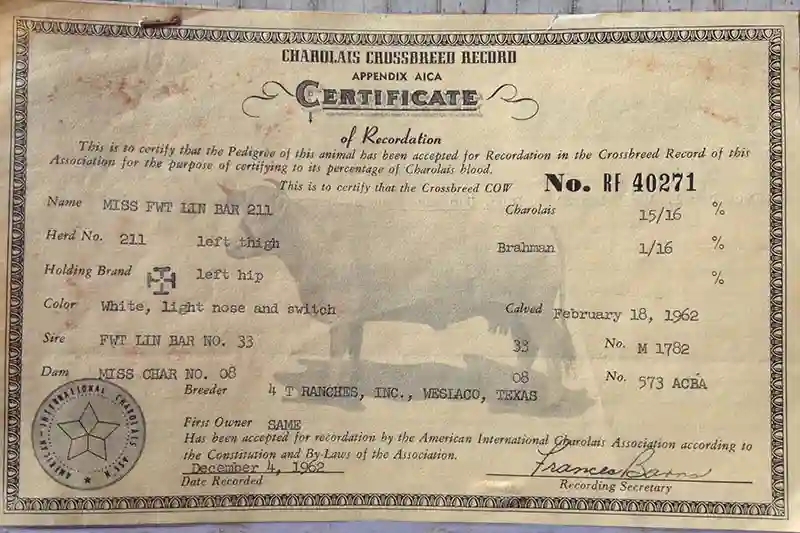 CHAROLAIS CROSSBREED RECORD
APPENDIX AICA
CERTIFICATE
of Recordation
This is to certify that the Pedigree of this animal has been accepted for Recordation in the Crossbreed Record of this
Association for the purpose of certifying to its percentage of Charolais blood.
This is to certify that the Crossbreed COW No. RF 40271
Name MISS FWT LIN BAR 211 Charolais 15/16 %
Herd No. 211 left thigh Brahman 1/16 %
Holding Brand left hip %
Color White, light nose and switch Calved February 18, 1962
Sire FWT LIN BAR NO. 33 33 No. M 1782
Dam MISS CHAR NO. 08 08 No. 573 ACBA
Breeder 4 T RANCHES, INC., WESLACO, TEXAS
First Owner SAME
Has been accepted for recordation by the American International Charolais Association according to
the Constitution and By-Laws of the Association.
December 4, 1962 Frances Barns
Date Recorded Recording Secretary
AMERICAN-INTERNATIONAL CHAROLAIS ASS'N